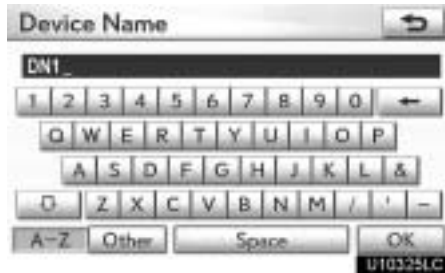 Device Name
DN1_
1 2 3 4 5 6 7 8 9 0
Q W E R T Y U I O P
A S D F G H J K L &
Z X C V B N M / ' -
A-Z Other Space OK
U10325LC